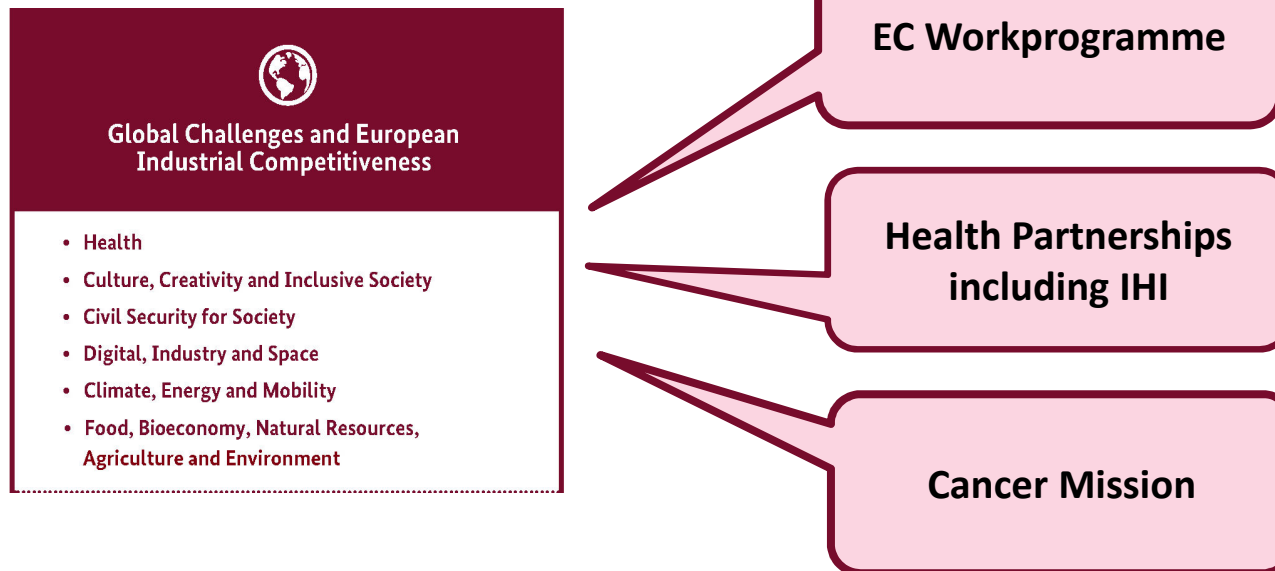 Global Challenges and European
Industrial Competitiveness
• Health
• Culture, Creativity and Inclusive Society
• Civil Security for Society
• Digital, Industry and Space
• Climate, Energy and Mobility
• Food, Bioeconomy, Natural Resources,
Agriculture and Environment
EC Workprogramme
Health Partnerships
including IHI
Cancer Mission